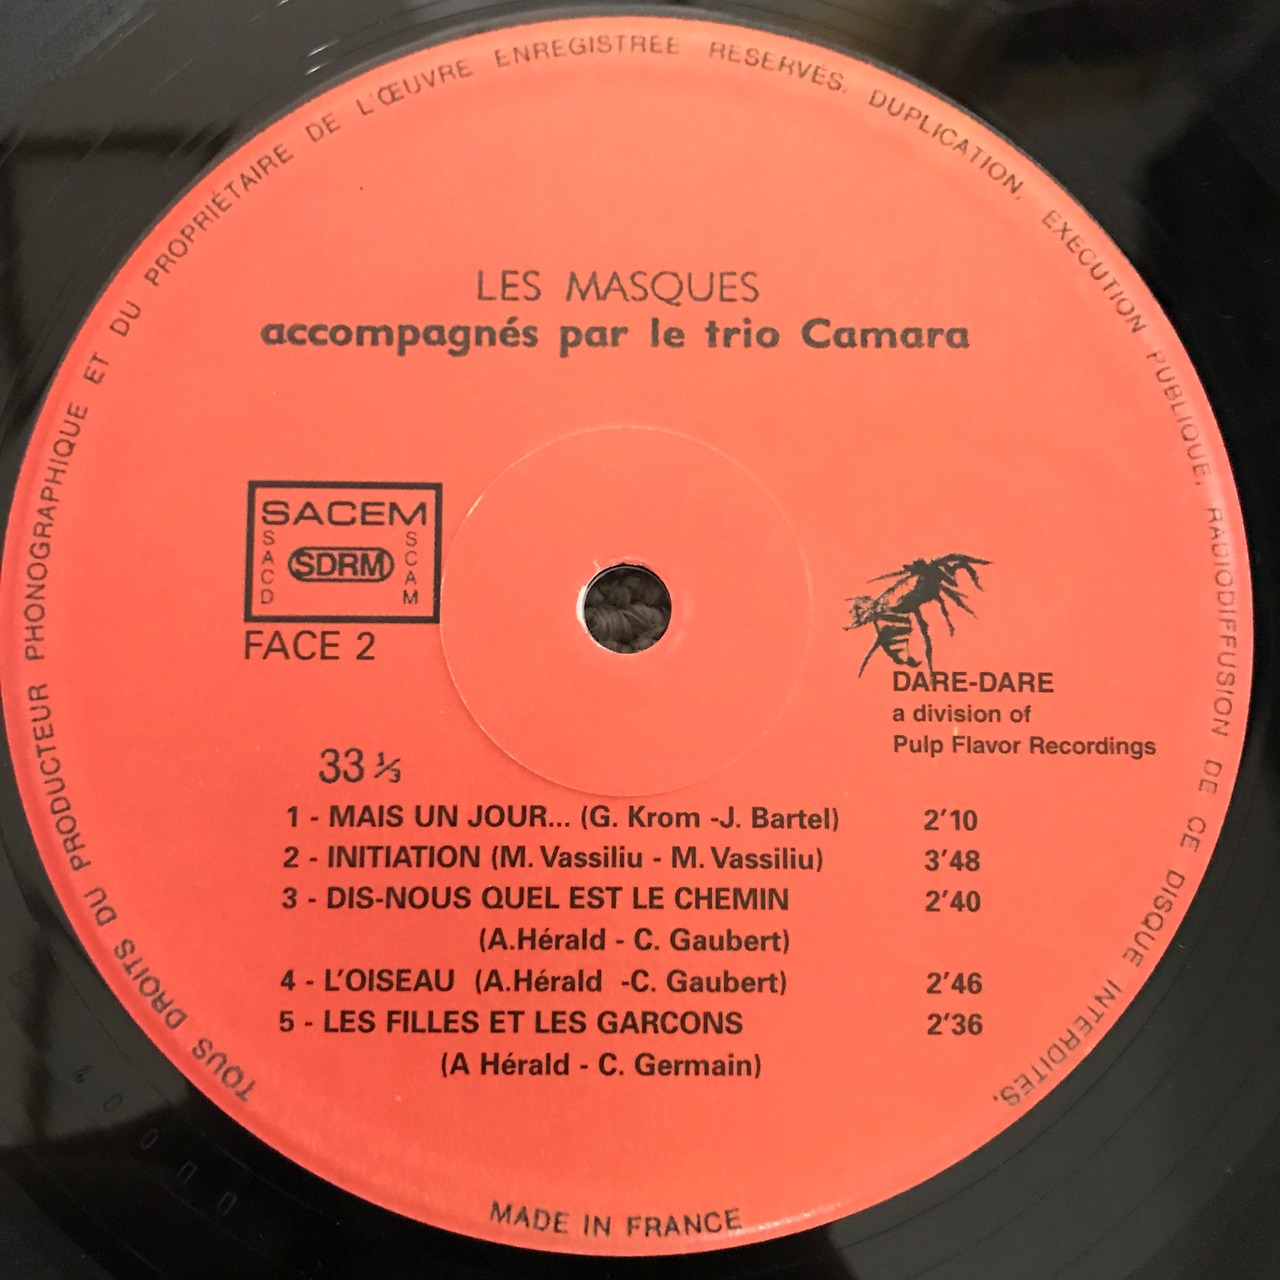 TOUS DROITS DU PRODUCTEUR PHONOGRAPHIQUE ET DU PROPRIÉTAIRE DE L'ŒUVRE ENREGISTREE RESERVÉS. DUPLICATION, EXÉCUTION PUBLIQUE, RADIODIFFUSION DE CE DISQUE INTERDITES.
LES MASQUES
accompagnés par le trio Camara
SACEM
SACD
SDRM
SCAM
FACE 2
DARE-DARE
a division of
Pulp Flavor Recordings
33 1/3
1 - MAIS UN JOUR... (G. Krom -J. Bartel) 2'10
2 - INITIATION (M. Vassiliu - M. Vassiliu) 3'48
3 - DIS-NOUS QUEL EST LE CHEMIN 2'40
(A.Hérald - C. Gaubert)
4 - L'OISEAU (A.Hérald -C. Gaubert) 2'46
5 - LES FILLES ET LES GARCONS 2'36
(A Hérald - C. Germain)
MADE IN FRANCE